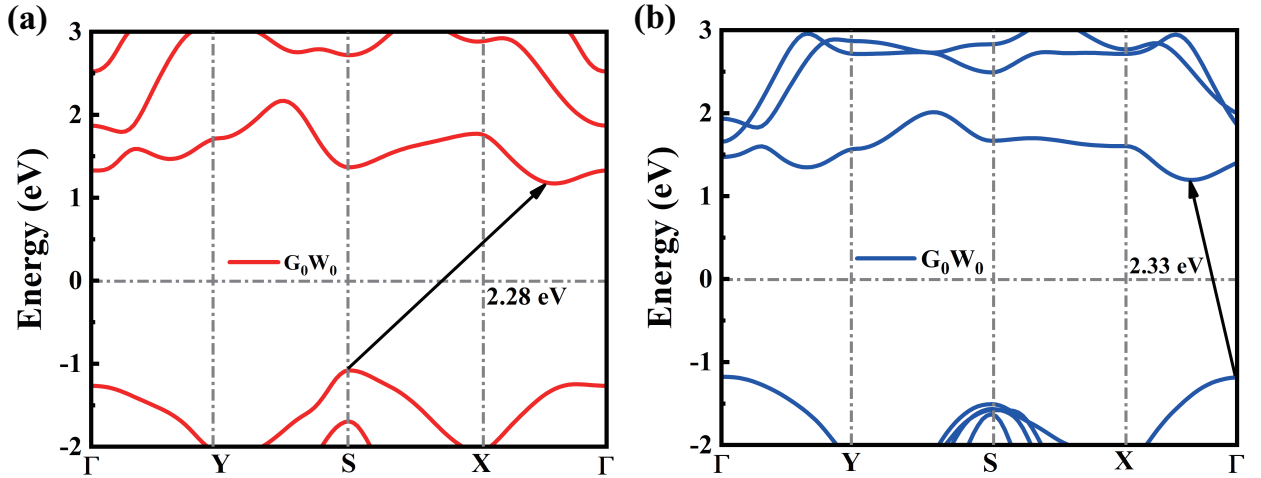 (a)
3
2
1
0
-1
-2
Energy (eV)
G₀W₀
2.28 eV
Γ Y S X Γ
(b)
3
2
1
0
-1
-2
Energy (eV)
G₀W₀
2.33 eV
Γ Y S X Γ